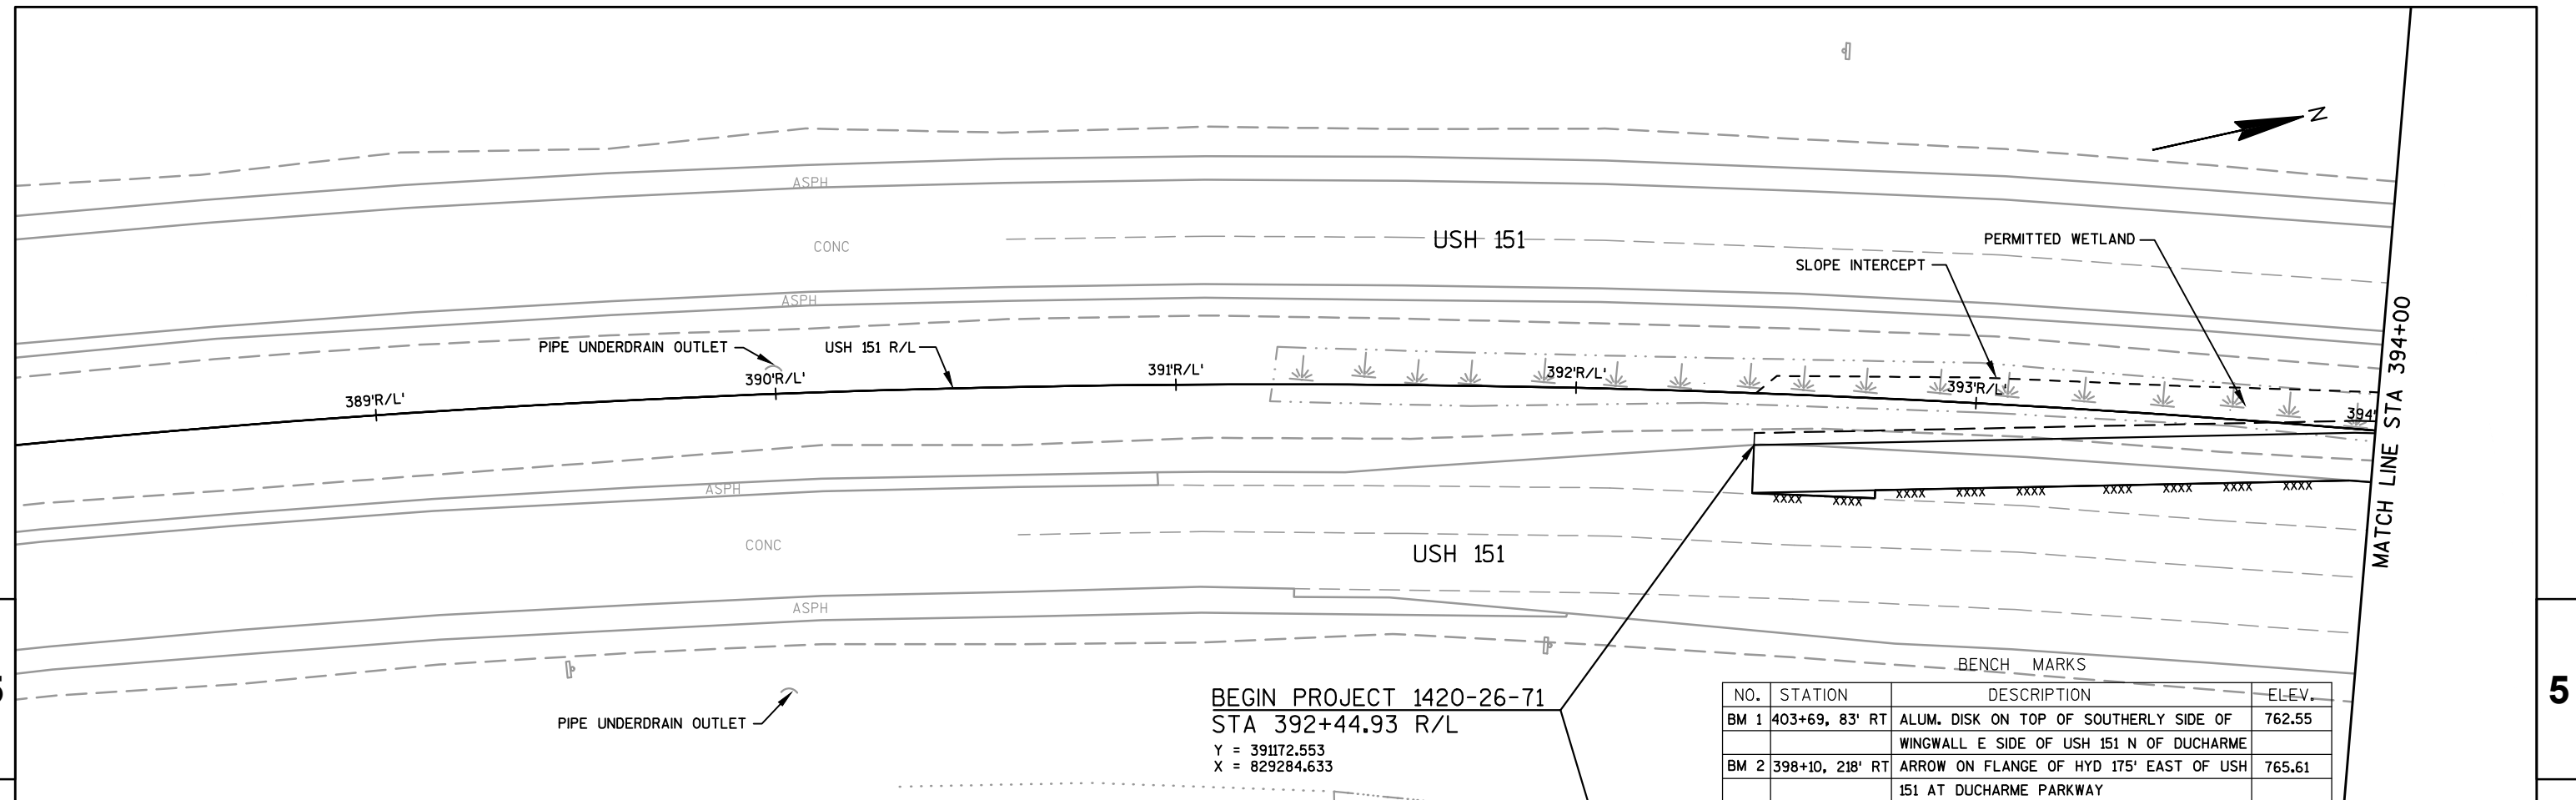 N
ASPH
CONC
USH 151
PERMITTED WETLAND
SLOPE INTERCEPT
ASPH
PIPE UNDERDRAIN OUTLET
USH 151 R/L
389'R/L'
390'R/L'
391'R/L'
392'R/L'
393'R/L'
394'
MATCH LINE STA 394+00
ASPH
XXXX XXXX XXXX XXXX XXXX XXXX XXXX XXXX XXXX
CONC
USH 151
ASPH
PIPE UNDERDRAIN OUTLET
BEGIN PROJECT 1420-26-71
STA 392+44.93 R/L
Y = 391172.553
X = 829284.633
BENCH MARKS
NO. STATION DESCRIPTION ELEV.
BM 1 403+69, 83' RT ALUM. DISK ON TOP OF SOUTHERLY SIDE OF 762.55
WINGWALL E SIDE OF USH 151 N OF DUCHARME
BM 2 398+10, 218' RT ARROW ON FLANGE OF HYD 175' EAST OF USH 765.61
151 AT DUCHARME PARKWAY
5